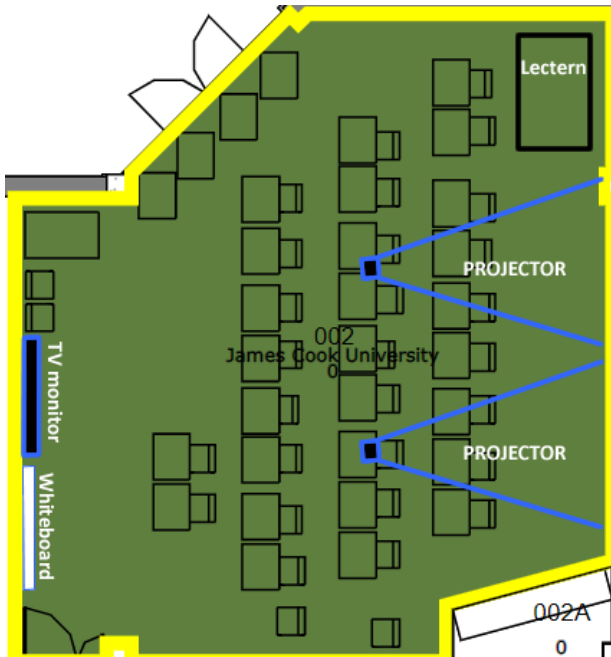 Lectern
PROJECTOR
002
James Cook University
0
TV monitor
PROJECTOR
Whiteboard
002A
0